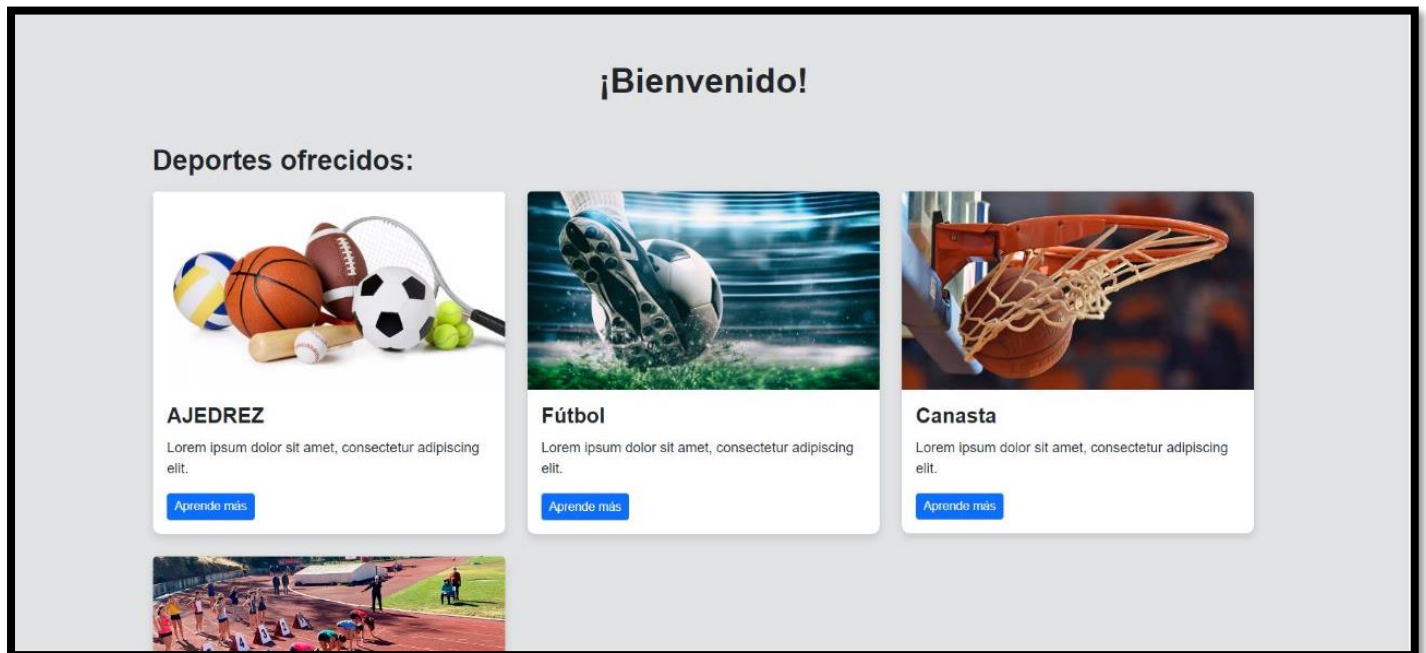 ¡Bienvenido!
Deportes ofrecidos:
AJEDREZ
Lorem ipsum dolor sit amet, consectetur adipiscing
elit.
Aprende más
Fútbol
Lorem ipsum dolor sit amet, consectetur adipiscing
elit.
Aprende más
Canasta
Lorem ipsum dolor sit amet, consectetur adipiscing
elit.
Aprende más